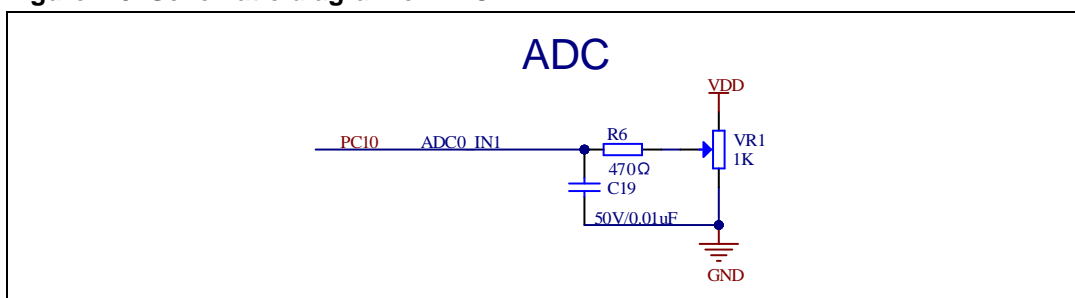 ADC
VDD
PC10 ADC0_IN1 R6 VR1
1K
470Ω
C19
50V/0.01uF
GND